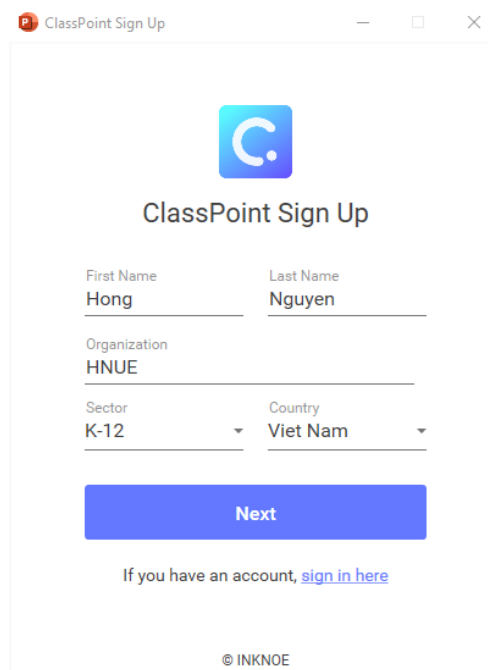 ClassPoint Sign Up
ClassPoint Sign Up
First Name Last Name
Hong Nguyen
Organization
HNUE
Sector Country
K-12 Viet Nam
Next
If you have an account, sign in here
© INKNOE